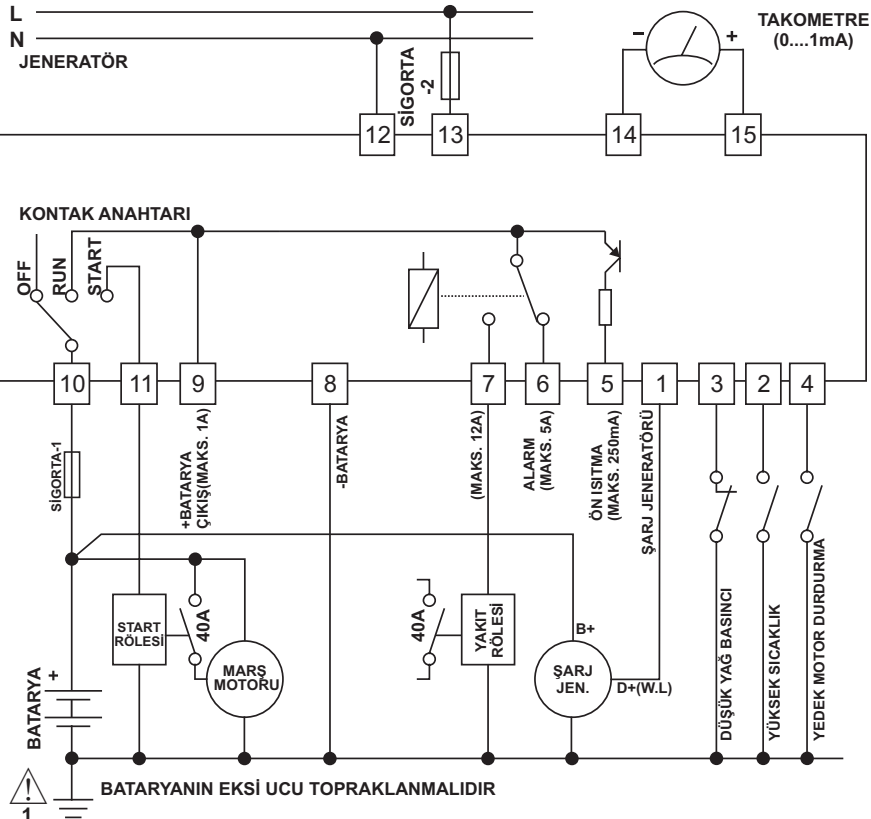 L
N
JENERATÖR
SİGORTA
-2
TAKOMETRE
(0....1mA)
-
+
12
13
14
15
KONTAK ANAHTARI
OFF
RUN
START
10
11
9
8
7
6
5
1
3
2
4
SİGORTA-1
+BATARYA
ÇIKIŞ(MAKS. 1A)
-BATARYA
(MAKS. 12A)
ALARM
(MAKS. 5A)
ÖN ISITMA
(MAKS. 250mA)
ŞARJ JENERATÖRÜ
START
RÖLESİ
40A
MARŞ
MOTORU
40A
YAKIT
RÖLESİ
B+
ŞARJ
JEN.
D+(W.L)
DÜŞÜK YAĞ BASINCI
YÜKSEK SICAKLIK
YEDEK MOTOR DURDURMA
BATARYA
+
!
1
BATARYANIN EKSİ UCU TOPRAKLANMALIDIR